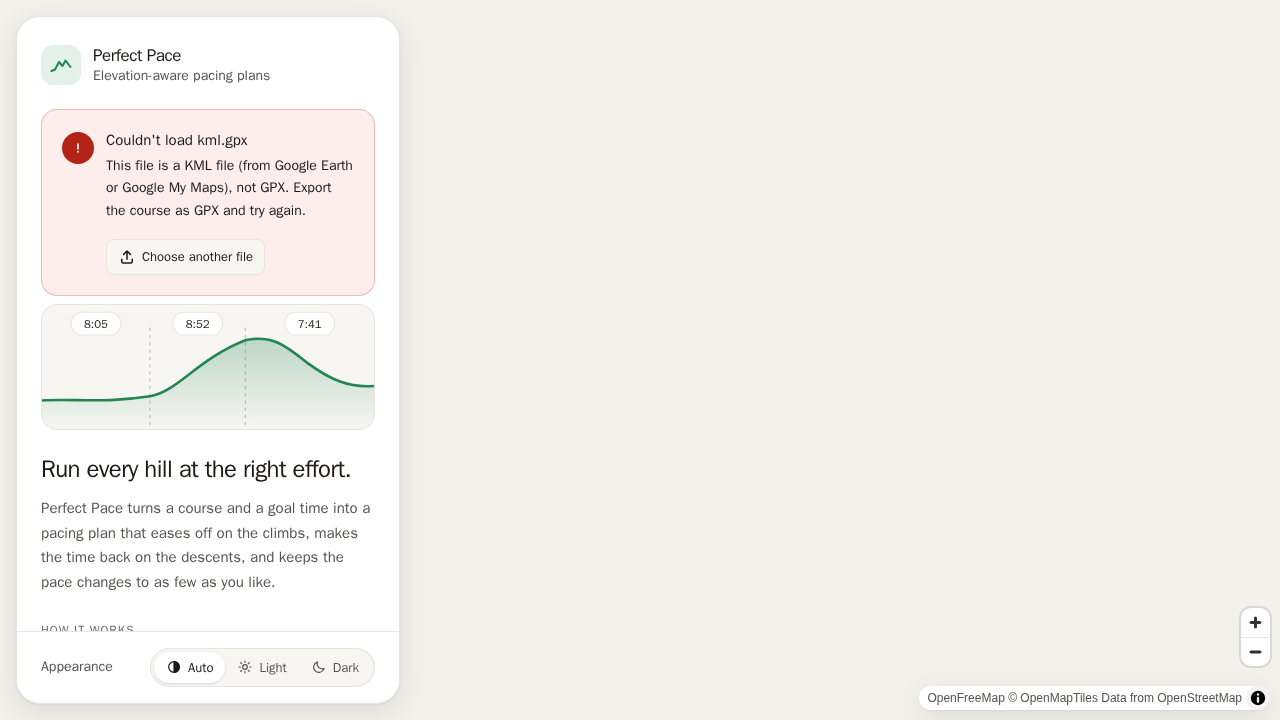 Perfect Pace
Elevation-aware pacing plans
!
Couldn't load kml.gpx
This file is a KML file (from Google Earth
or Google My Maps), not GPX. Export
the course as GPX and try again.
Choose another file
8:05 8:52 7:41
Run every hill at the right effort.
Perfect Pace turns a course and a goal time into a
pacing plan that eases off on the climbs, makes
the time back on the descents, and keeps the
pace changes to as few as you like.
HOW IT WORKS
Appearance Auto Light Dark
OpenFreeMap © OpenMapTiles Data from OpenStreetMap